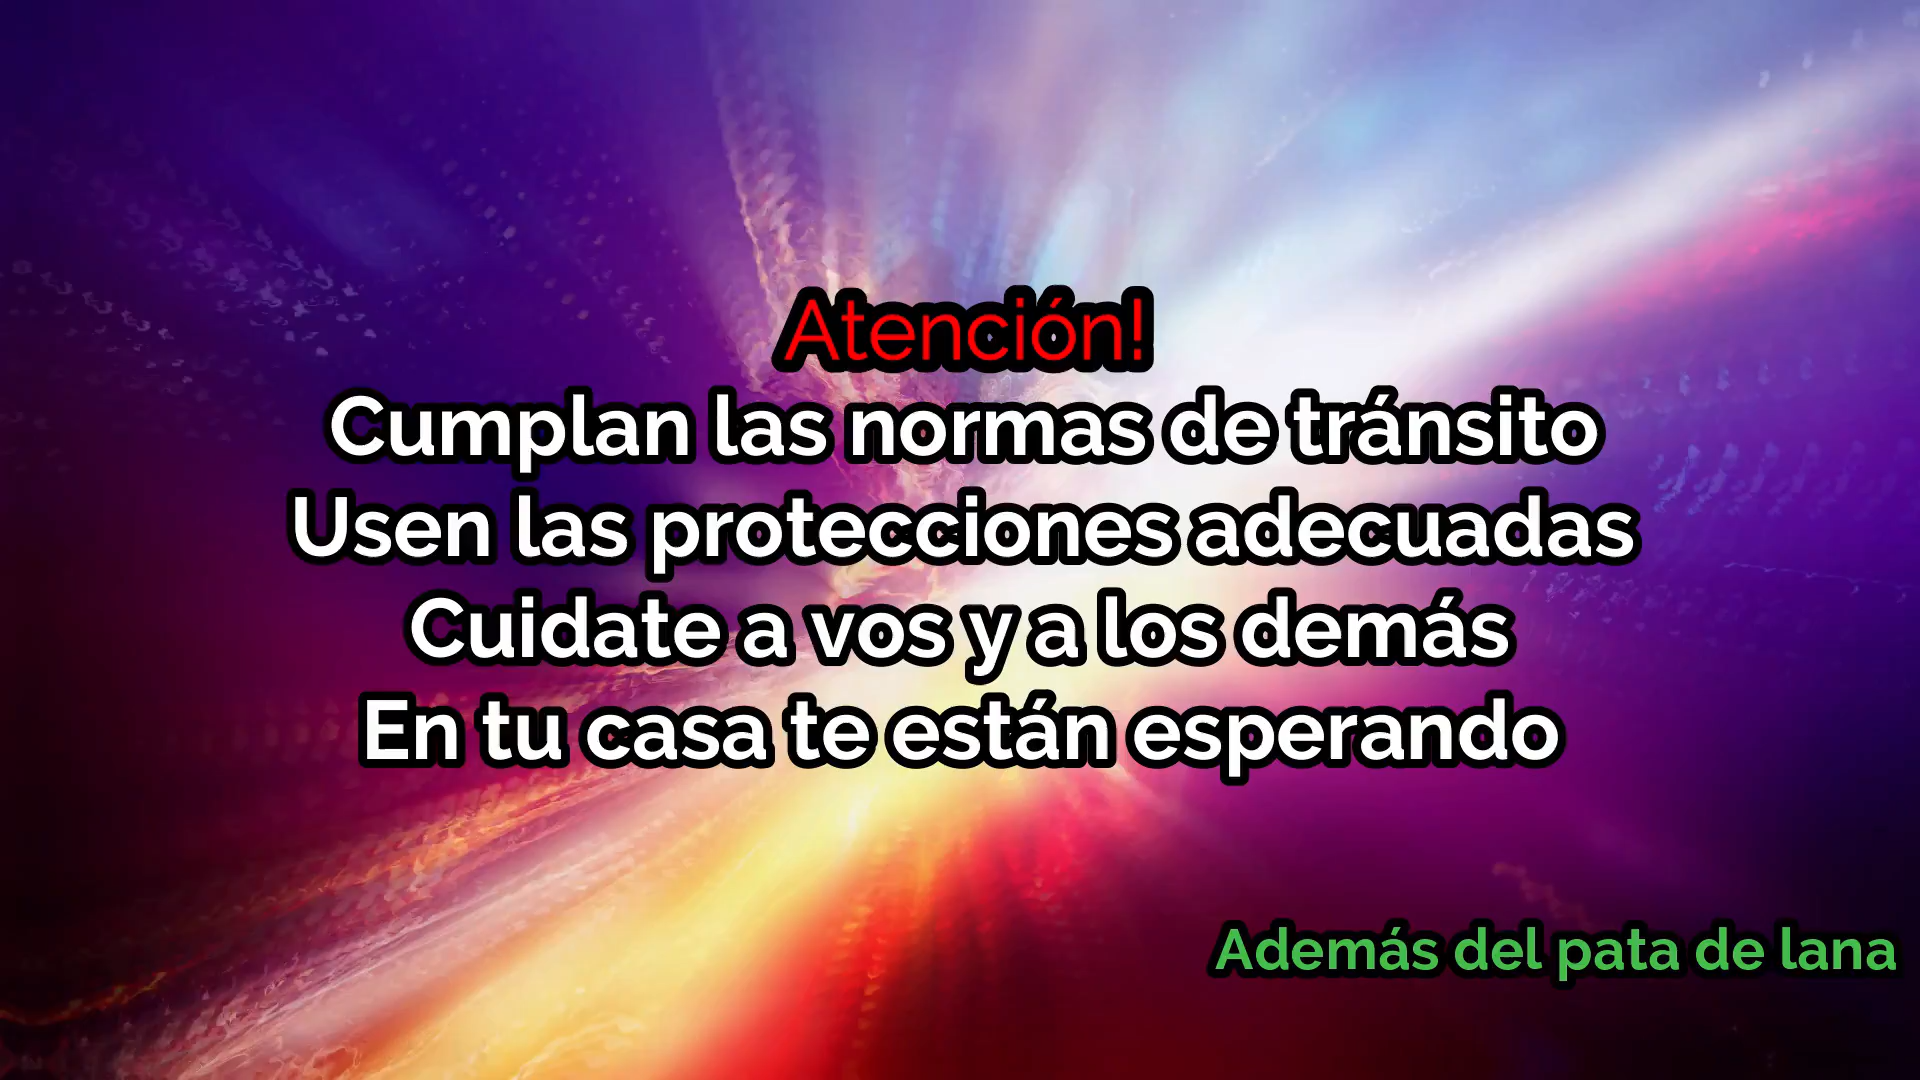 Atención!
Cumplan las normas de tránsito
Usen las protecciones adecuadas
Cuidate a vos y a los demás
En tu casa te están esperando
Además del pata de lana